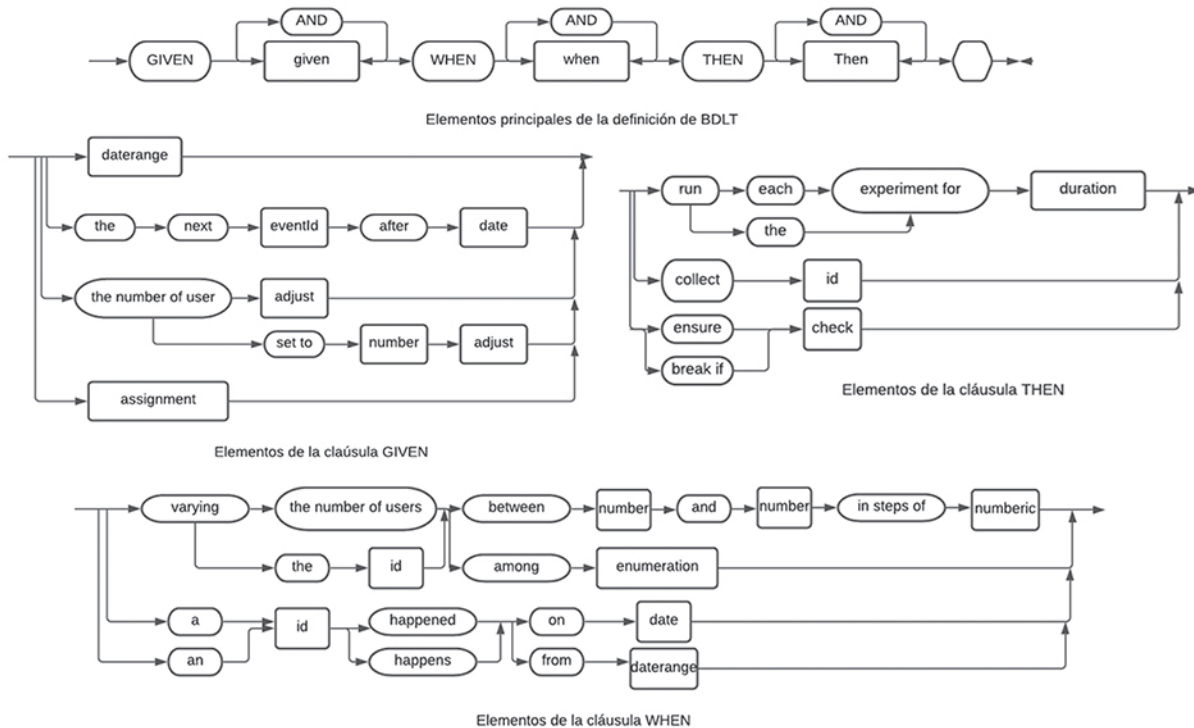 AND AND AND
GIVEN given WHEN when THEN Then
Elementos principales de la definición de BDLT
daterange
the next eventId after date
the number of user adjust
set to number adjust
assignment
Elementos de la claúsula GIVEN
run each experiment for duration
the
collect id
ensure check
break if
Elementos de la cláusula THEN
varying the number of users between number and number in steps of numberic
the id among enumeration
a id happened on date
an happens from daterange
Elementos de la cláusula WHEN